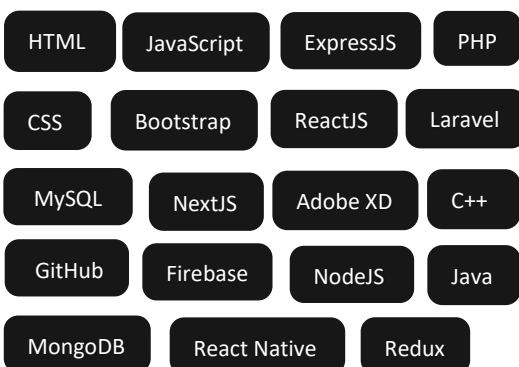 HTML JavaScript ExpressJS PHP
CSS Bootstrap ReactJS Laravel
MySQL NextJS Adobe XD C++
GitHub Firebase NodeJS Java
MongoDB React Native Redux